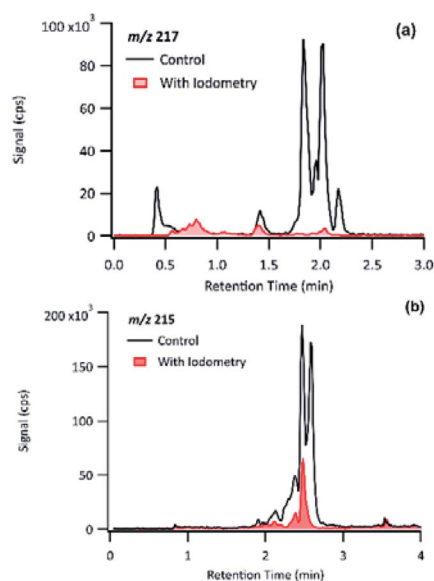 (a)
100 x10³
m/z 217
Control
With Iodometry
80
60
40
20
0
Signal (cps)
0.0 0.5 1.0 1.5 2.0 2.5 3.0
Retention Time (min)
(b)
200 x10³
m/z 215
Control
With Iodometry
150
100
50
0
Signal (cps)
0 1 2 3 4
Retention Time (min)